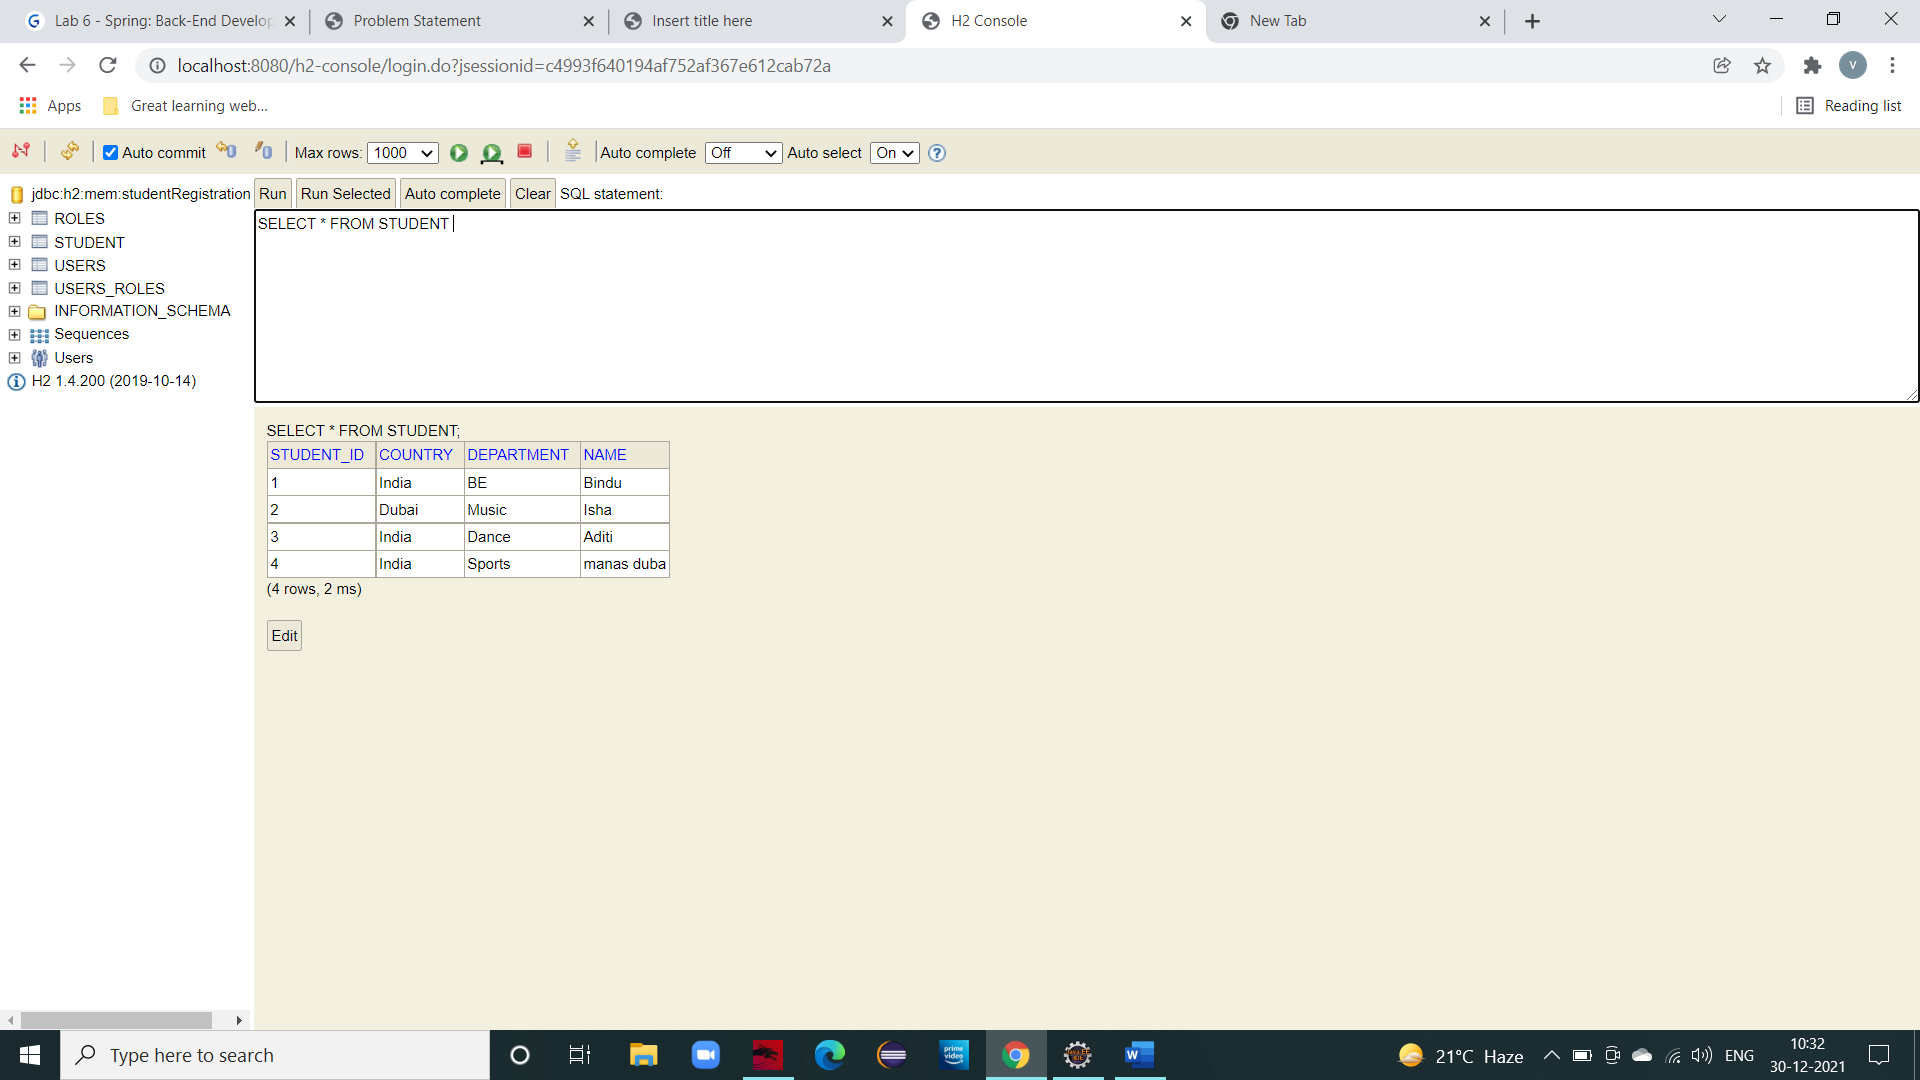 Lab 6 - Spring: Back-End Develop
Problem Statement
Insert title here
H2 Console
New Tab
localhost:8080/h2-console/login.do?jsessionid=c4993f640194af752af367e612cab72a
V
Apps
Great learning web...
Reading list
Auto commit
Max rows: 1000
Auto complete Off
Auto select On
jdbc:h2:mem:studentRegistration
Run
Run Selected
Auto complete
Clear
SQL statement:
ROLES
STUDENT
USERS
USERS_ROLES
INFORMATION_SCHEMA
Sequences
Users
H2 1.4.200 (2019-10-14)
SELECT * FROM STUDENT
SELECT * FROM STUDENT;
STUDENT_ID COUNTRY DEPARTMENT NAME
1 India BE Bindu
2 Dubai Music Isha
3 India Dance Aditi
4 India Sports manas duba
(4 rows, 2 ms)
Edit
Type here to search
prime video
21°C Haze
ENG
10:32
30-12-2021